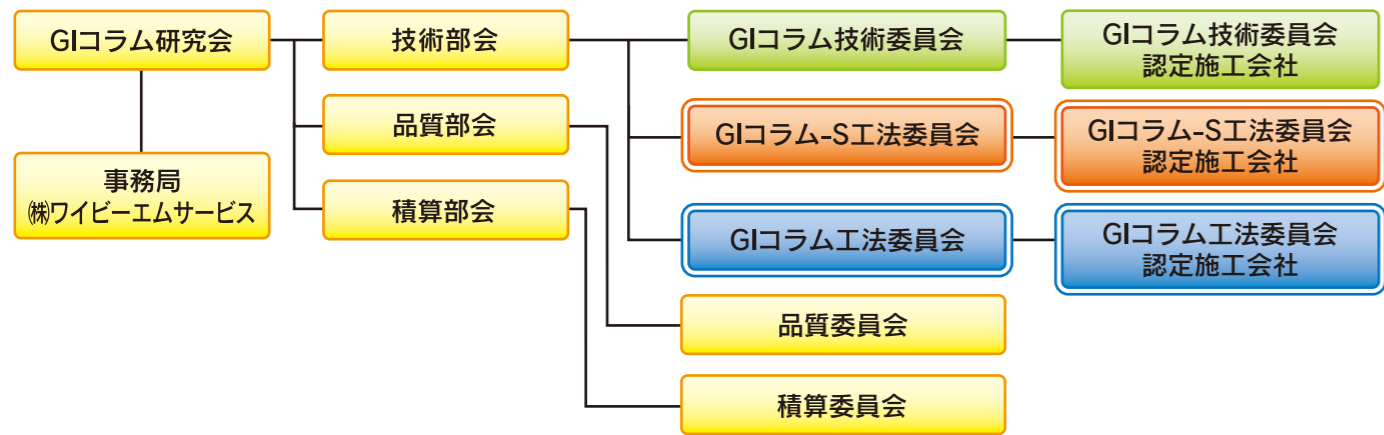 GIコラム研究会
事務局
㈱ワイビーエムサービス
技術部会
品質部会
積算部会
GIコラム技術委員会
GIコラム-S工法委員会
GIコラム工法委員会
品質委員会
積算委員会
GIコラム技術委員会
認定施工会社
GIコラム-S工法委員会
認定施工会社
GIコラム工法委員会
認定施工会社